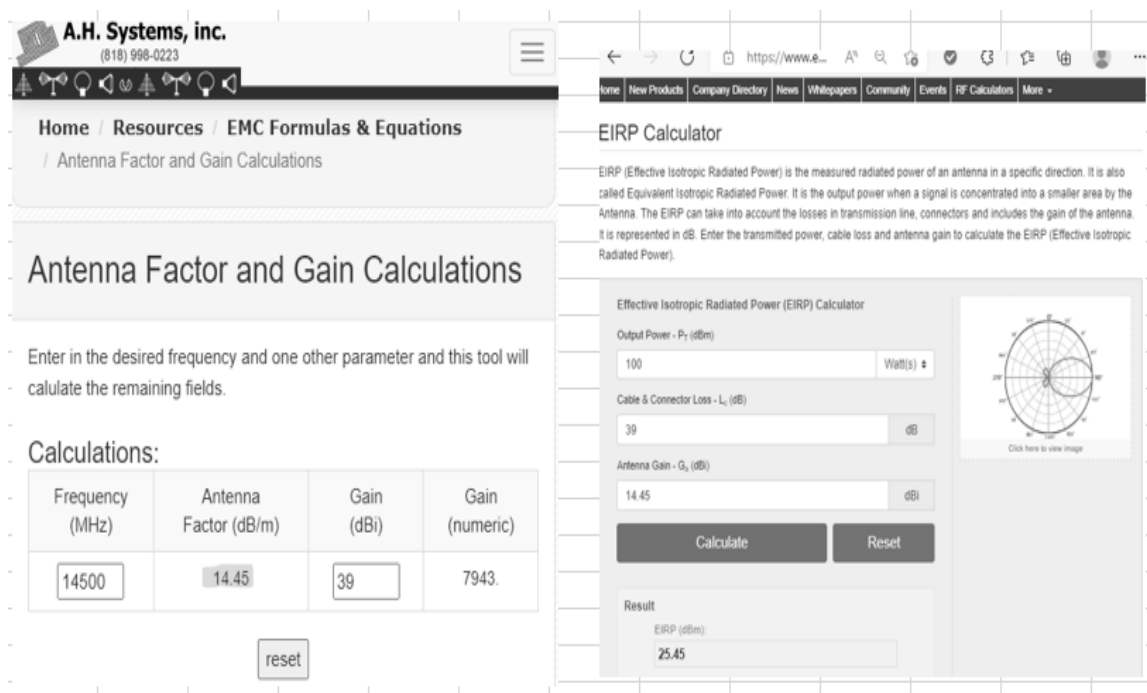 A.H. Systems, inc.
(818) 998-0223
Home / Resources / EMC Formulas & Equations
/ Antenna Factor and Gain Calculations
Antenna Factor and Gain Calculations
Enter in the desired frequency and one other parameter and this tool will
calulate the remaining fields.
Calculations:
Frequency (MHz) Antenna Factor (dB/m) Gain (dBi) Gain (numeric)
14500 14.45 39 7943.
reset
https://www.e...
Home New Products Company Directory News Whitepapers Community Events RF Calculators More
EIRP Calculator
EIRP (Effective Isotropic Radiated Power) is the measured radiated power of an antenna in a specific direction. It is also
called Equivalent Isotropic Radiated Power. It is the output power when a signal is concentrated into a smaller area by the
Antenna. The EIRP can take into account the losses in transmission line, connectors and includes the gain of the antenna.
It is represented in dB. Enter the transmitted power, cable loss and antenna gain to calculate the EIRP (Effective Isotropic
Radiated Power).
Effective Isotropic Radiated Power (EIRP) Calculator
Output Power - PT (dBm)
100 Watt(s)
Cable & Connector Loss - Lc (dB)
39 dB
Antenna Gain - Ga (dBi)
14.45 dBi
Calculate Reset
Click here to view image
Result
EIRP (dBm):
25.45